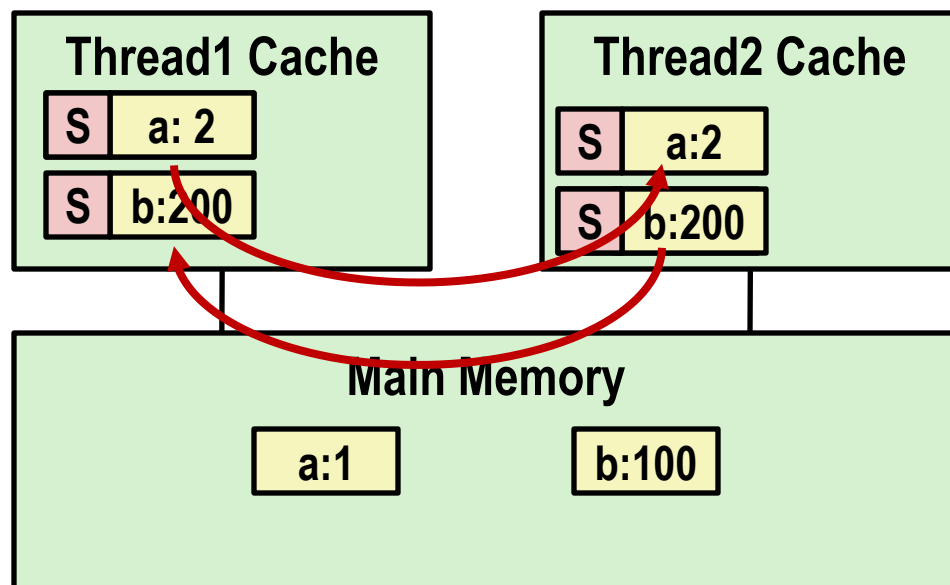 Thread1 Cache
S a: 2
S b:200
Thread2 Cache
S a:2
S b:200
Main Memory
a:1 b:100